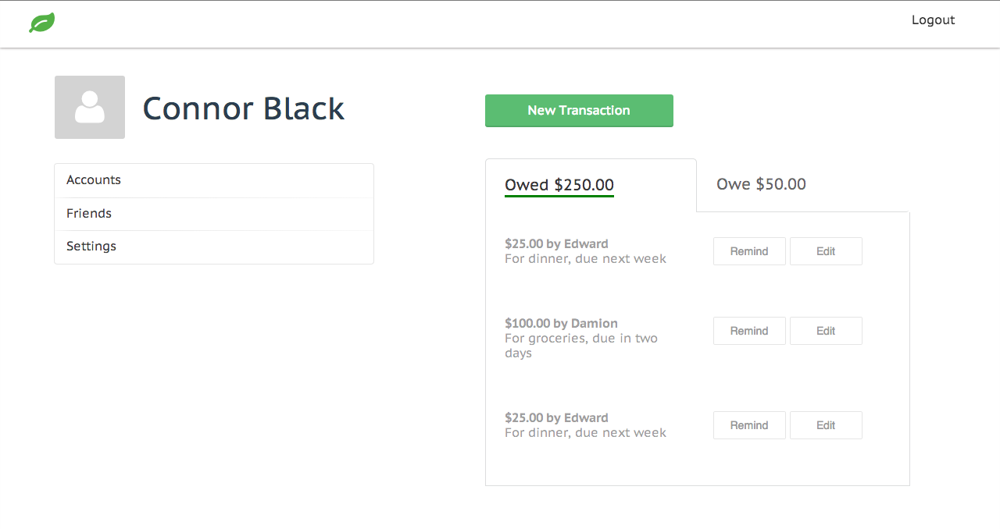 Logout
Connor Black
New Transaction
Accounts
Friends
Settings
Owed $250.00
Owe $50.00
$25.00 by Edward
For dinner, due next week
Remind
Edit
$100.00 by Damion
For groceries, due in two
days
Remind
Edit
$25.00 by Edward
For dinner, due next week
Remind
Edit